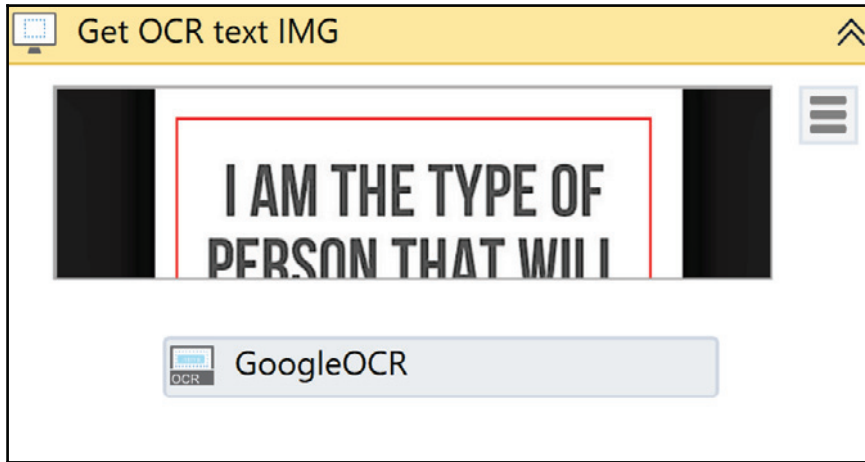 Get OCR text IMG
I AM THE TYPE OF
PERSON THAT WILL
OCR
GoogleOCR